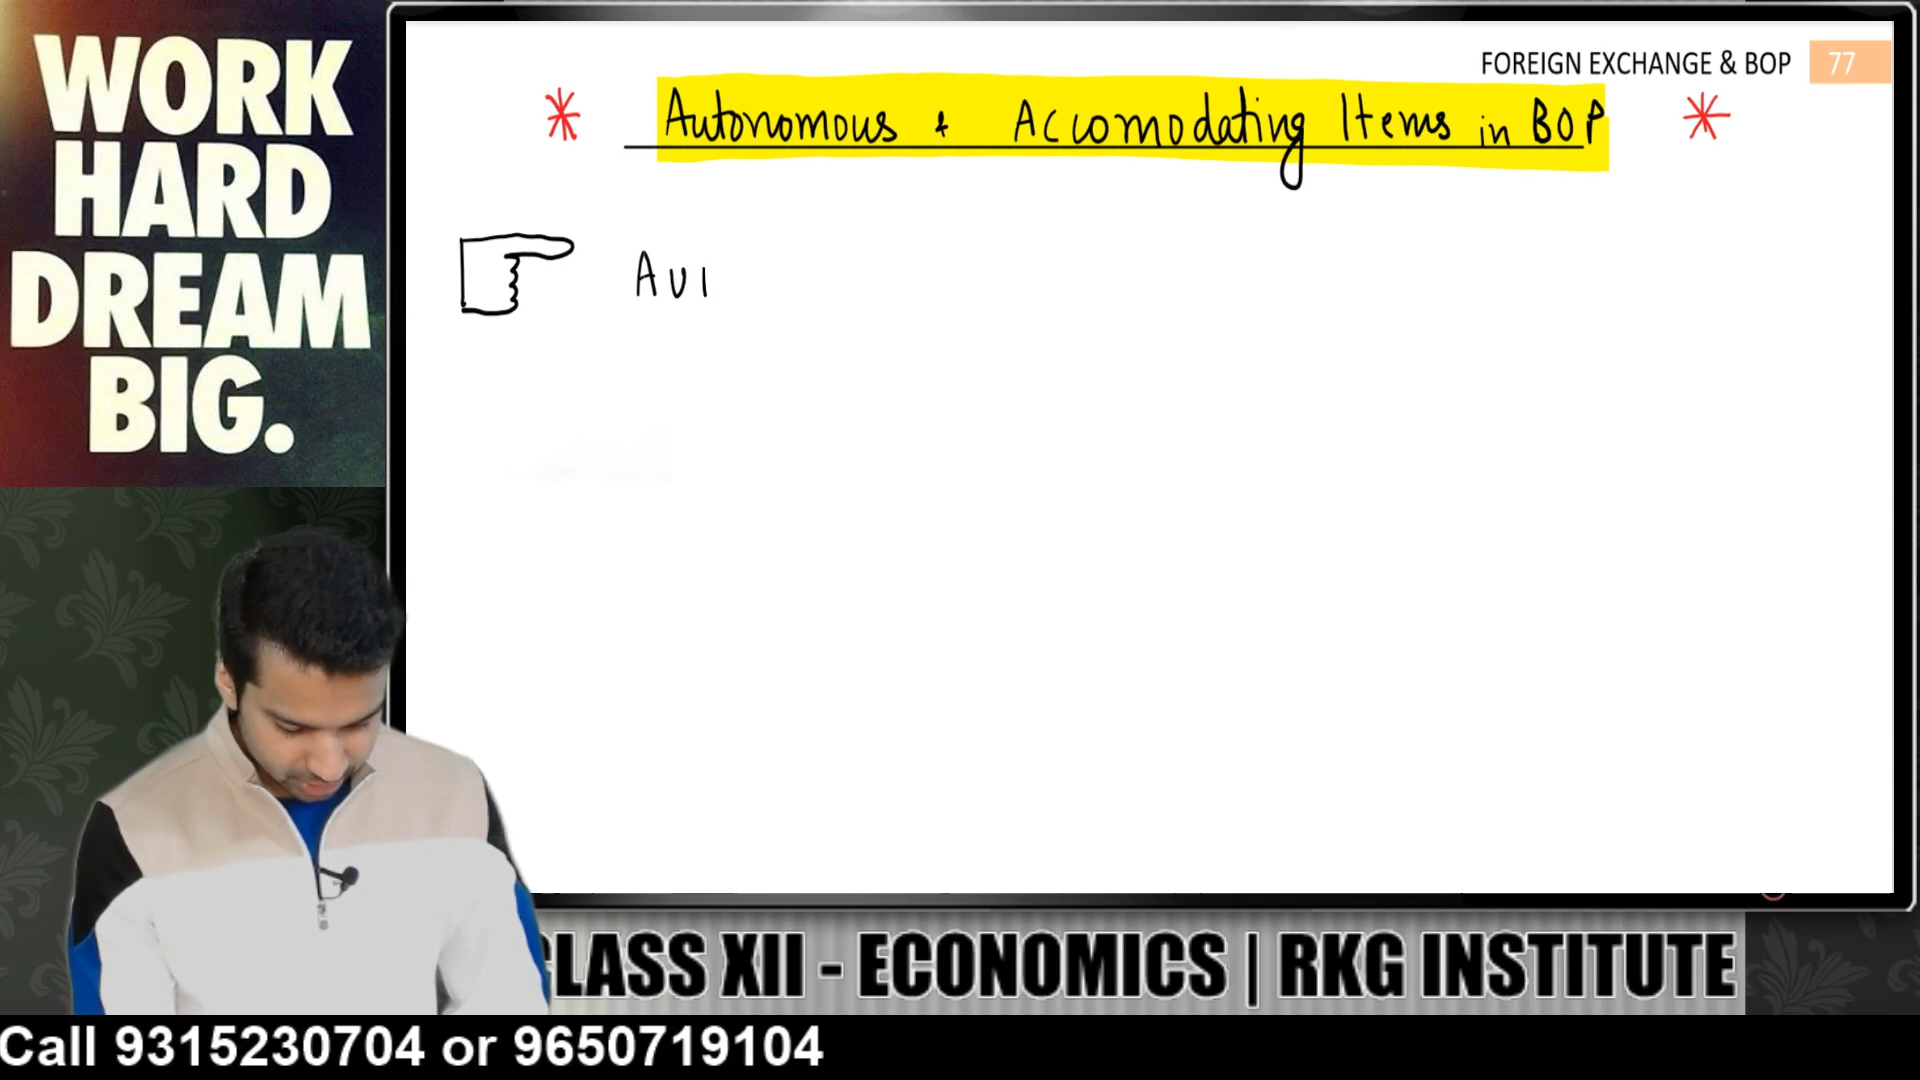 WORK
HARD
DREAM
BIG.
FOREIGN EXCHANGE & BOP 77
* Autonomous & Accomodating Items in BOP *
AUI
CLASS XII - ECONOMICS | RKG INSTITUTE
Call 9315230704 or 9650719104